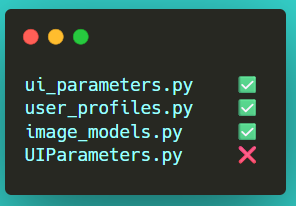 ui_parameters.py ✅
user_profiles.py ✅
image_models.py ✅
UIParameters.py ❌